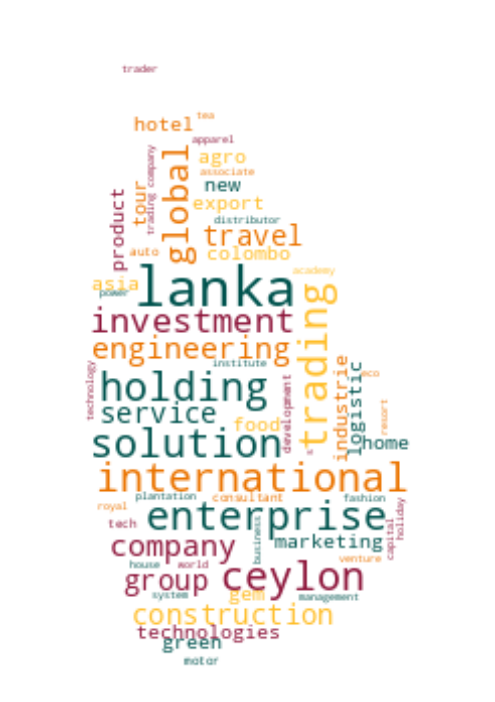 trader
tea
hotel
apparel
trading company
global
agro
associate
new
tour
product
export
distributor
travel
auto
colombo
academy
asia
power
lanka
trading
investment
engineering
institute
technology
holding
development
industrie
logistic
eco
service
resort
food
solution
s
home
international
plantation
consultant
fashion
royal
enterprise
holiday
tech
capital
business
marketing
company
venture
house
world
group
ceylon
system
gem
management
construction
technologies
green
motor